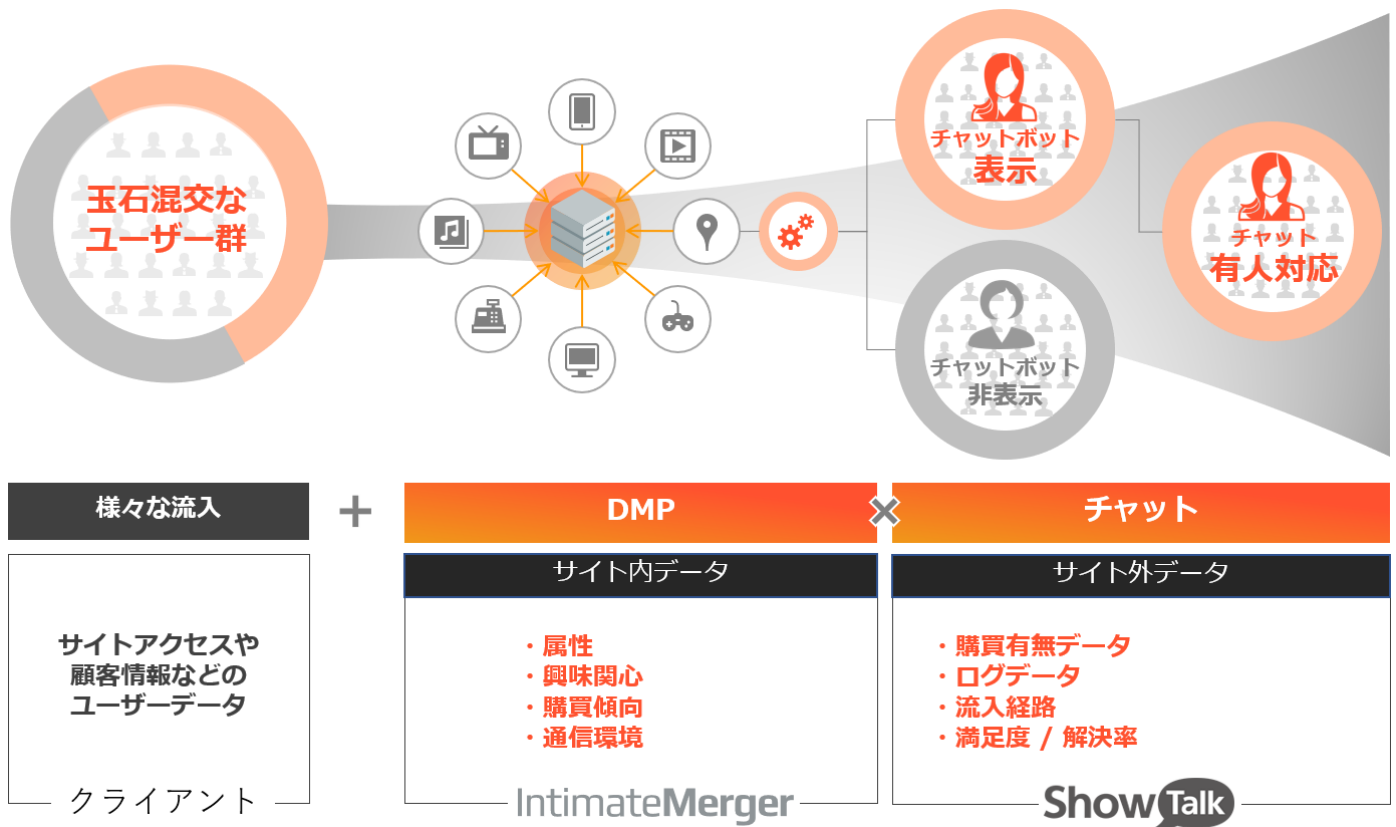 玉石混交な
ユーザー群
チャットボット
表示
チャット
有人対応
チャットボット
非表示
様々な流入
+
DMP
×
チャット
サイトアクセスや
顧客情報などの
ユーザーデータ
クライアント
サイト内データ
・属性
・興味関心
・購買傾向
・通信環境
IntimateMerger
サイト外データ
・購買有無データ
・ログデータ
・流入経路
・満足度 / 解決率
ShowTalk